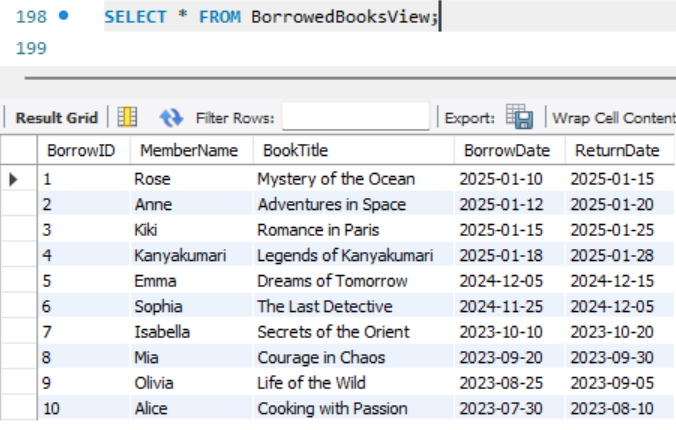 198 SELECT * FROM BorrowedBooksView;
199
Result Grid Filter Rows: Export: Wrap Cell Content
BorrowID MemberName BookTitle BorrowDate ReturnDate
1 Rose Mystery of the Ocean 2025-01-10 2025-01-15
2 Anne Adventures in Space 2025-01-12 2025-01-20
3 Kiki Romance in Paris 2025-01-15 2025-01-25
4 Kanyakumari Legends of Kanyakumari 2025-01-18 2025-01-28
5 Emma Dreams of Tomorrow 2024-12-05 2024-12-15
6 Sophia The Last Detective 2024-11-25 2024-12-05
7 Isabella Secrets of the Orient 2023-10-10 2023-10-20
8 Mia Courage in Chaos 2023-09-20 2023-09-30
9 Olivia Life of the Wild 2023-08-25 2023-09-05
10 Alice Cooking with Passion 2023-07-30 2023-08-10